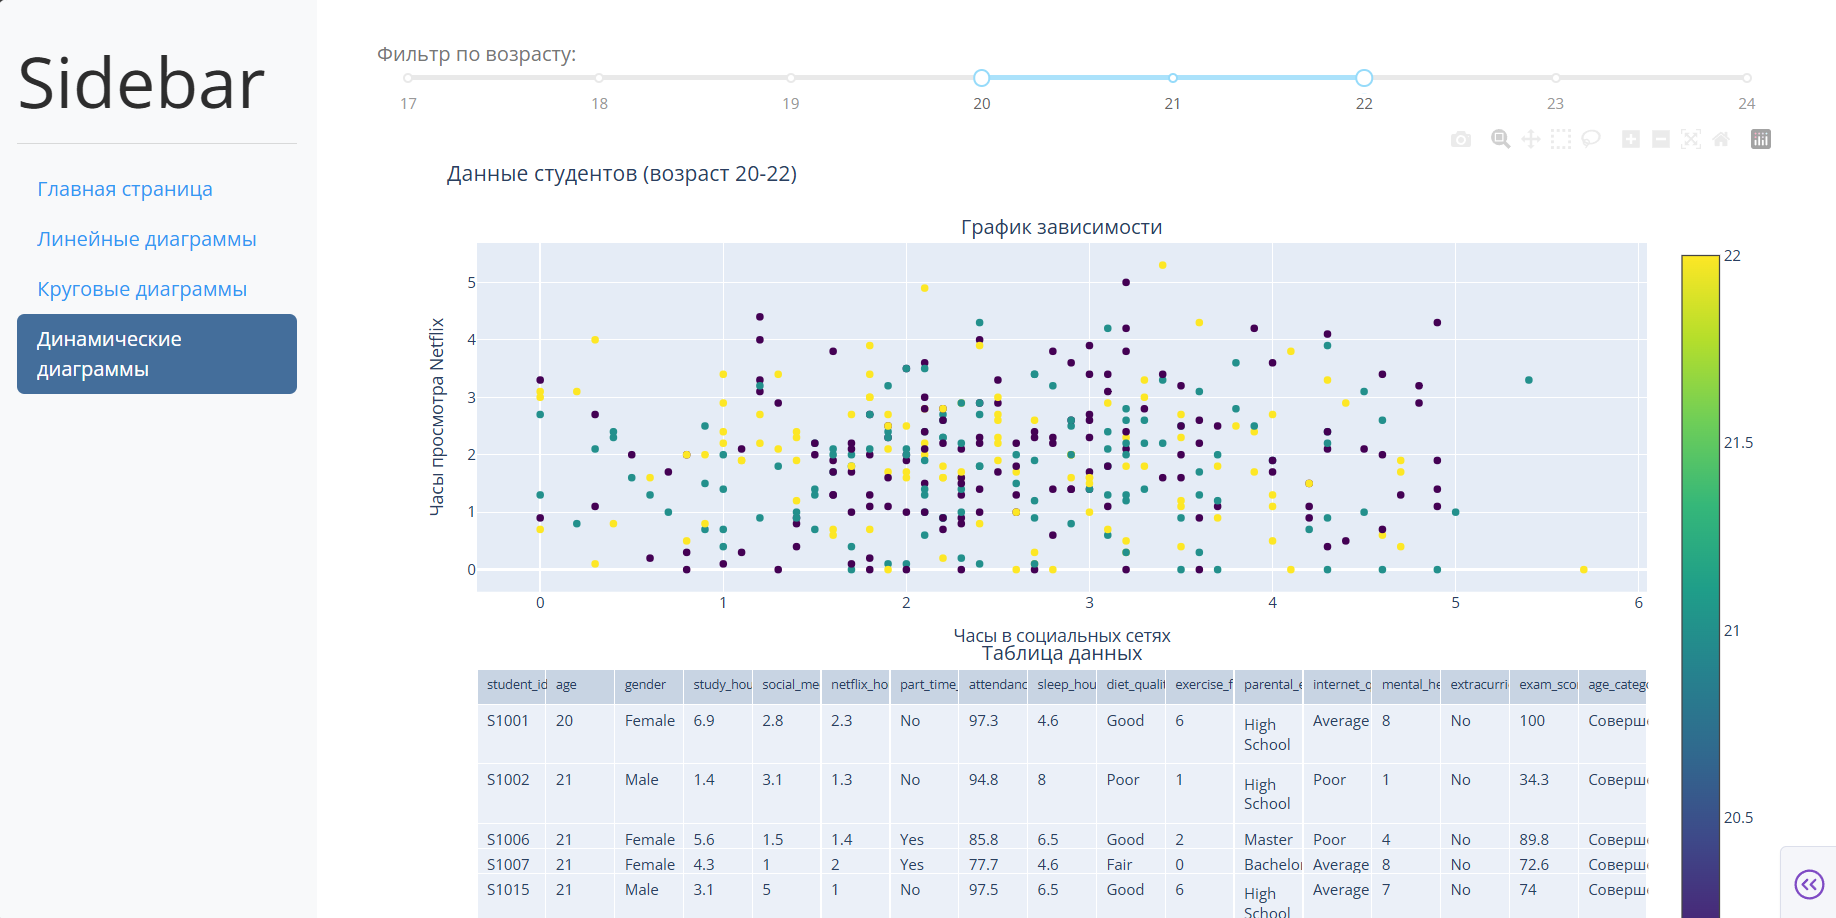 Sidebar
Главная страница
Линейные диаграммы
Круговые диаграммы
Динамические
диаграммы
Фильтр по возрасту:
17 18 19 20 21 22 23 24
Данные студентов (возраст 20-22)
График зависимости
Часы просмотра Netflix
5
4
3
2
1
0
0 1 2 3 4 5 6
Часы в социальных сетях
22
21.5
21
20.5
Таблица данных
student_id age gender study_hou social_me netflix_ho part_time_ attendanc sleep_hou diet_qualit exercise_f parental_e internet_q mental_he extracurri exam_sco age_catego
S1001 20 Female 6.9 2.8 2.3 No 97.3 4.6 Good 6 High School Average 8 No 100 Соверше
S1002 21 Male 1.4 3.1 1.3 No 94.8 8 Poor 1 High School Poor 1 No 34.3 Соверше
S1006 21 Female 5.6 1.5 1.4 Yes 85.8 6.5 Good 2 Master Poor 4 No 89.8 Соверше
S1007 21 Female 4.3 1 2 Yes 77.7 4.6 Fair 0 Bachelor Average 8 No 72.6 Соверше
S1015 21 Male 3.1 5 1 No 97.5 6.5 Good 6 High School Average 7 No 74 Соверше